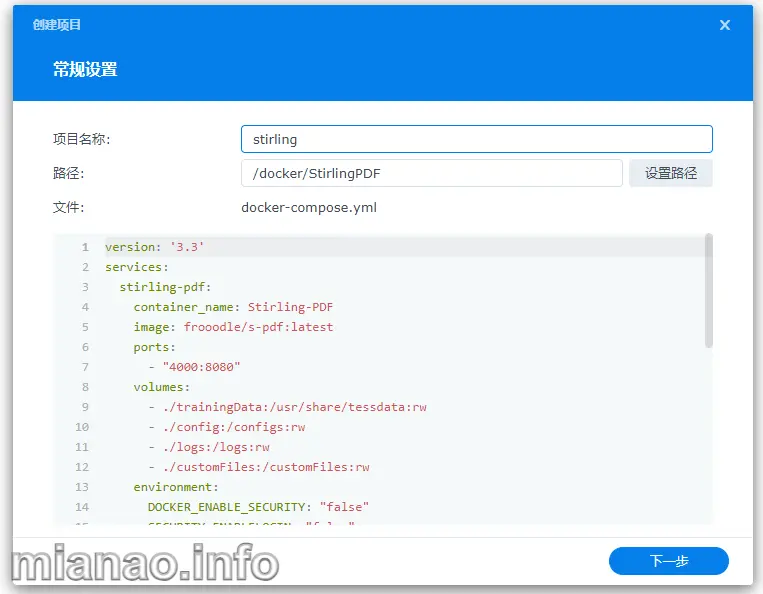 创建项目
常规设置
项目名称: stirling
路径: /docker/StirlingPDF 设置路径
文件: docker-compose.yml
1 version: '3.3'
2 services:
3 stirling-pdf:
4 container_name: Stirling-PDF
5 image: frooodle/s-pdf:latest
6 ports:
7 - "4000:8080"
8 volumes:
9 - ./trainingData:/usr/share/tessdata:rw
10 - ./config:/configs:rw
11 - ./logs:/logs:rw
12 - ./customFiles:/customFiles:rw
13 environment:
14 DOCKER_ENABLE_SECURITY: "false"
15 SECURITY_ENABLELOGIN: "false"
mianao.info 下一步